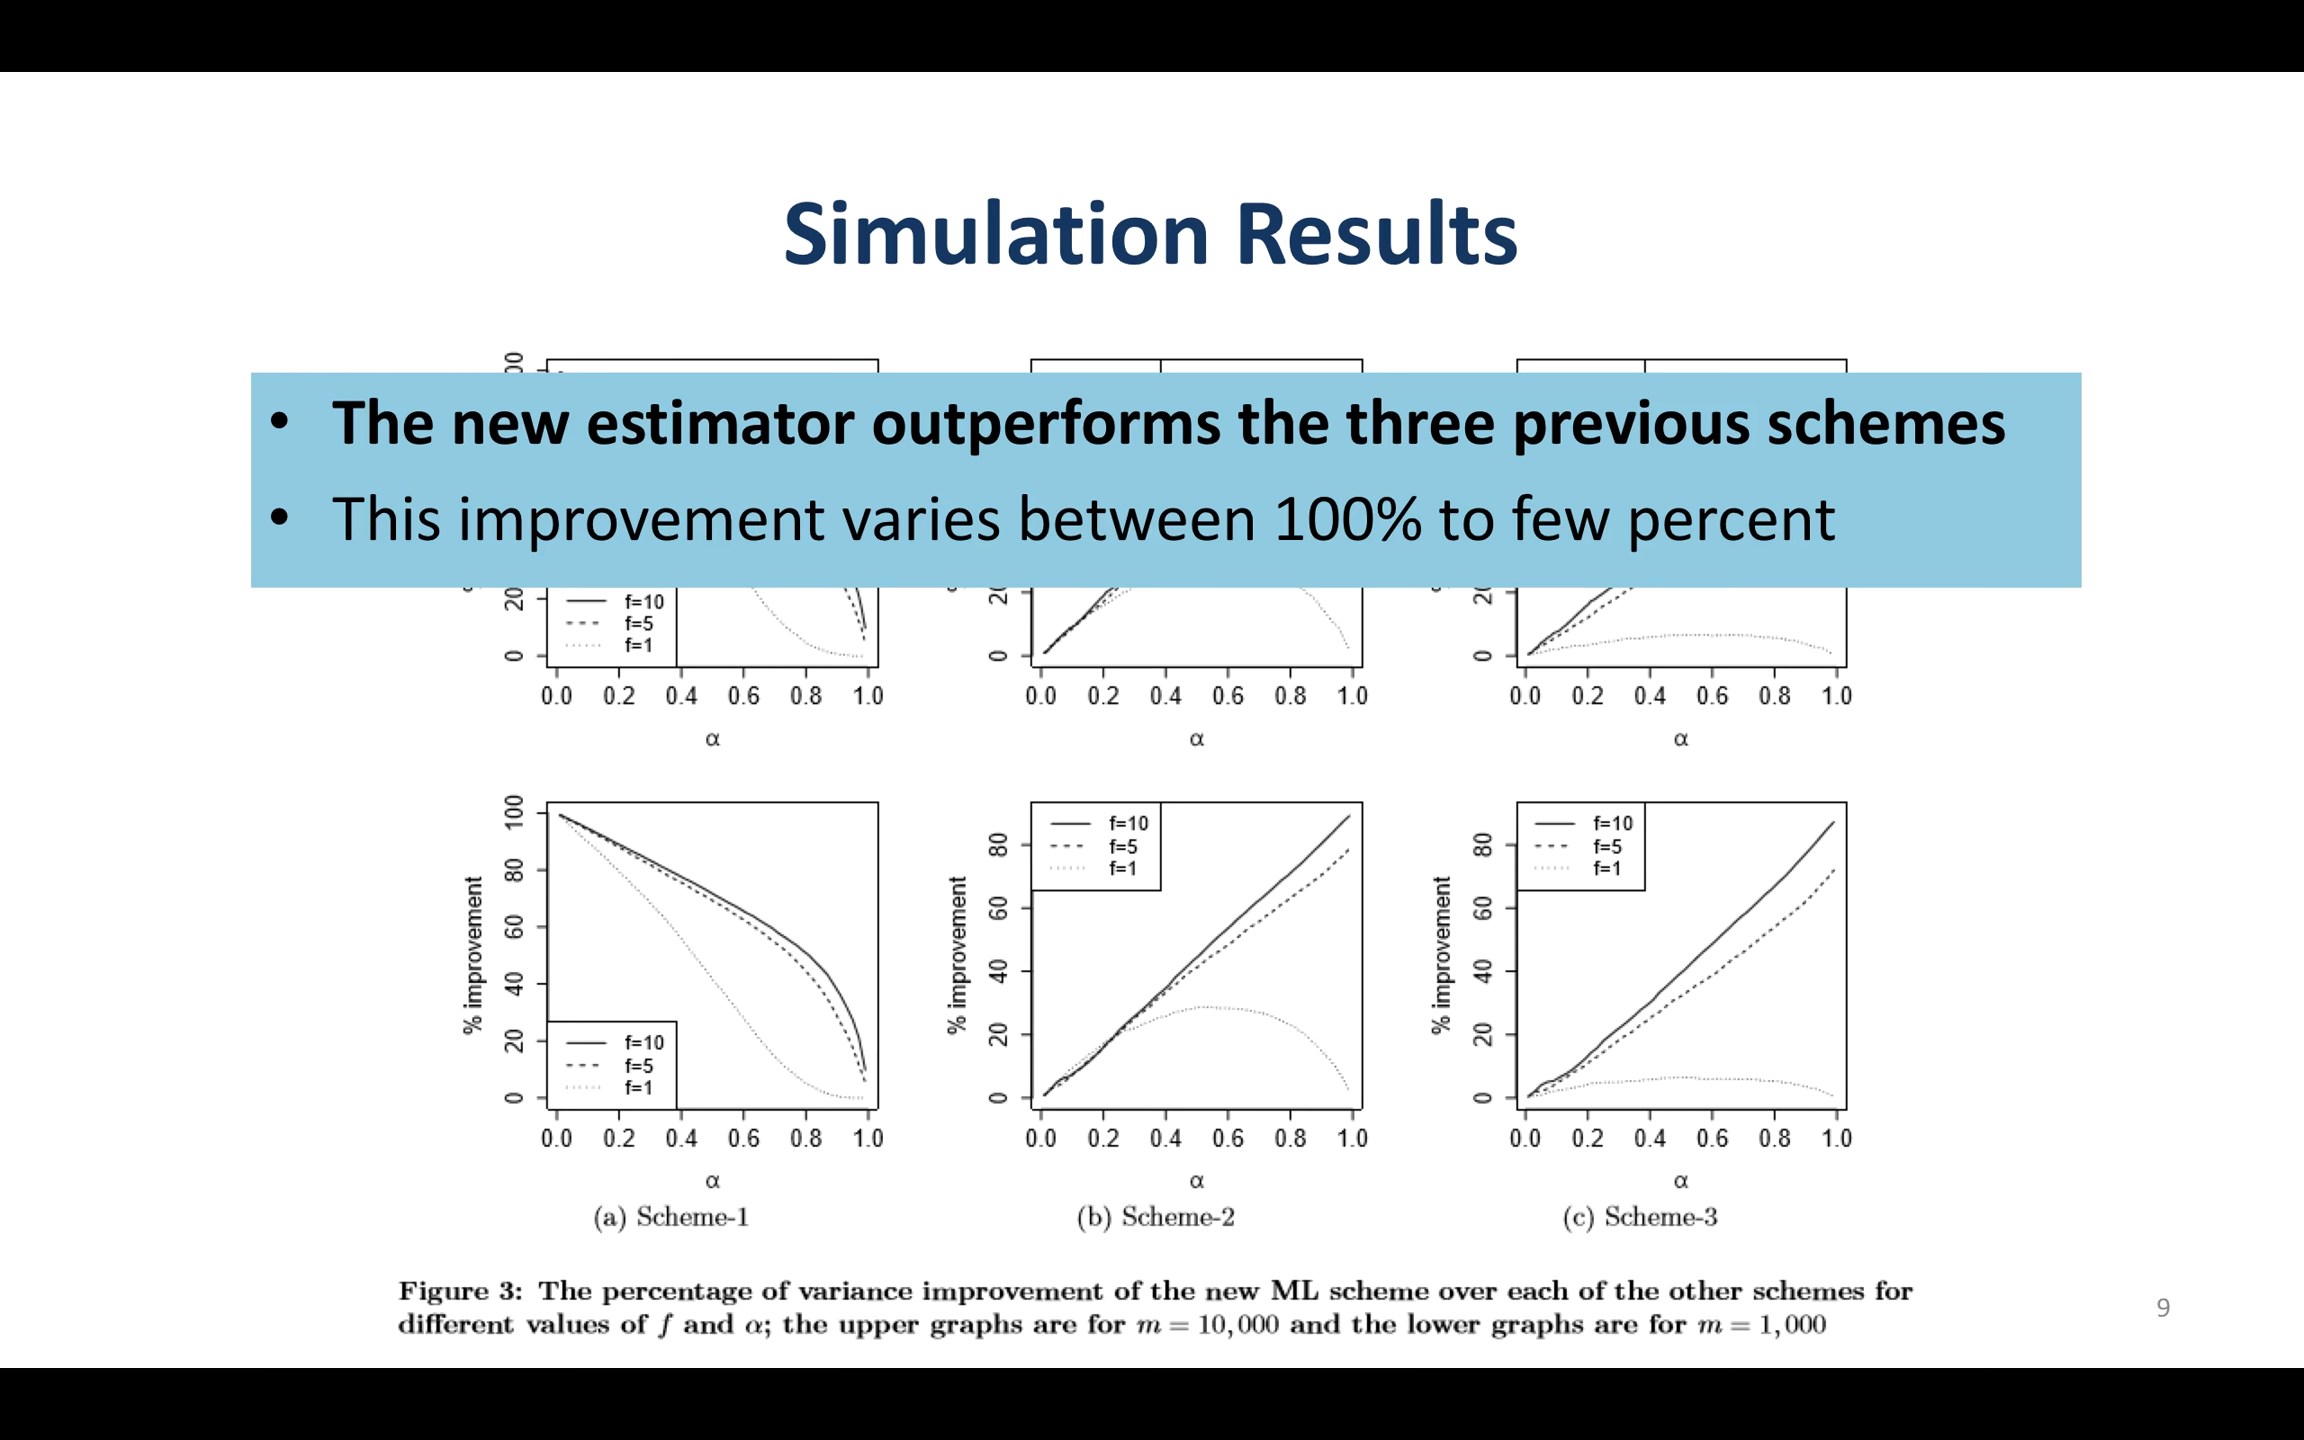 Simulation Results
• The new estimator outperforms the three previous schemes
• This improvement varies between 100% to few percent
20
0
f=10
f=5
f=1
0.0 0.2 0.4 0.6 0.8 1.0
α
0
0.0 0.2 0.4 0.6 0.8 1.0
α
0
0.0 0.2 0.4 0.6 0.8 1.0
α
% improvement
100
80
60
40
20
0
f=10
f=5
f=1
0.0 0.2 0.4 0.6 0.8 1.0
α
(a) Scheme-1
% improvement
80
60
40
20
0
f=10
f=5
f=1
0.0 0.2 0.4 0.6 0.8 1.0
α
(b) Scheme-2
% improvement
80
60
40
20
0
f=10
f=5
f=1
0.0 0.2 0.4 0.6 0.8 1.0
α
(c) Scheme-3
Figure 3: The percentage of variance improvement of the new ML scheme over each of the other schemes for
different values of f and α; the upper graphs are for m = 10,000 and the lower graphs are for m = 1,000
9